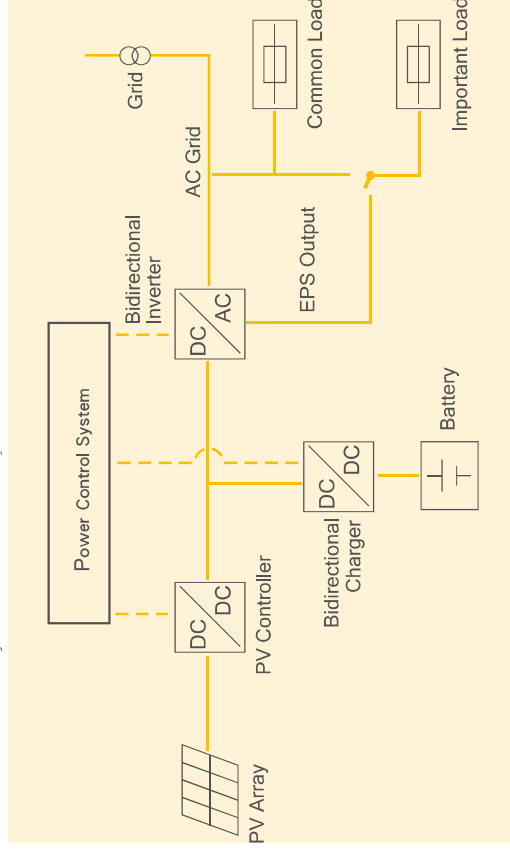 Power Control System
Grid
Common Load
Important Load
AC Grid
Bidirectional
Inverter
DC
AC
EPS Output
PV Array
DC
DC
PV Controller
DC
DC
Bidirectional
Charger
Battery